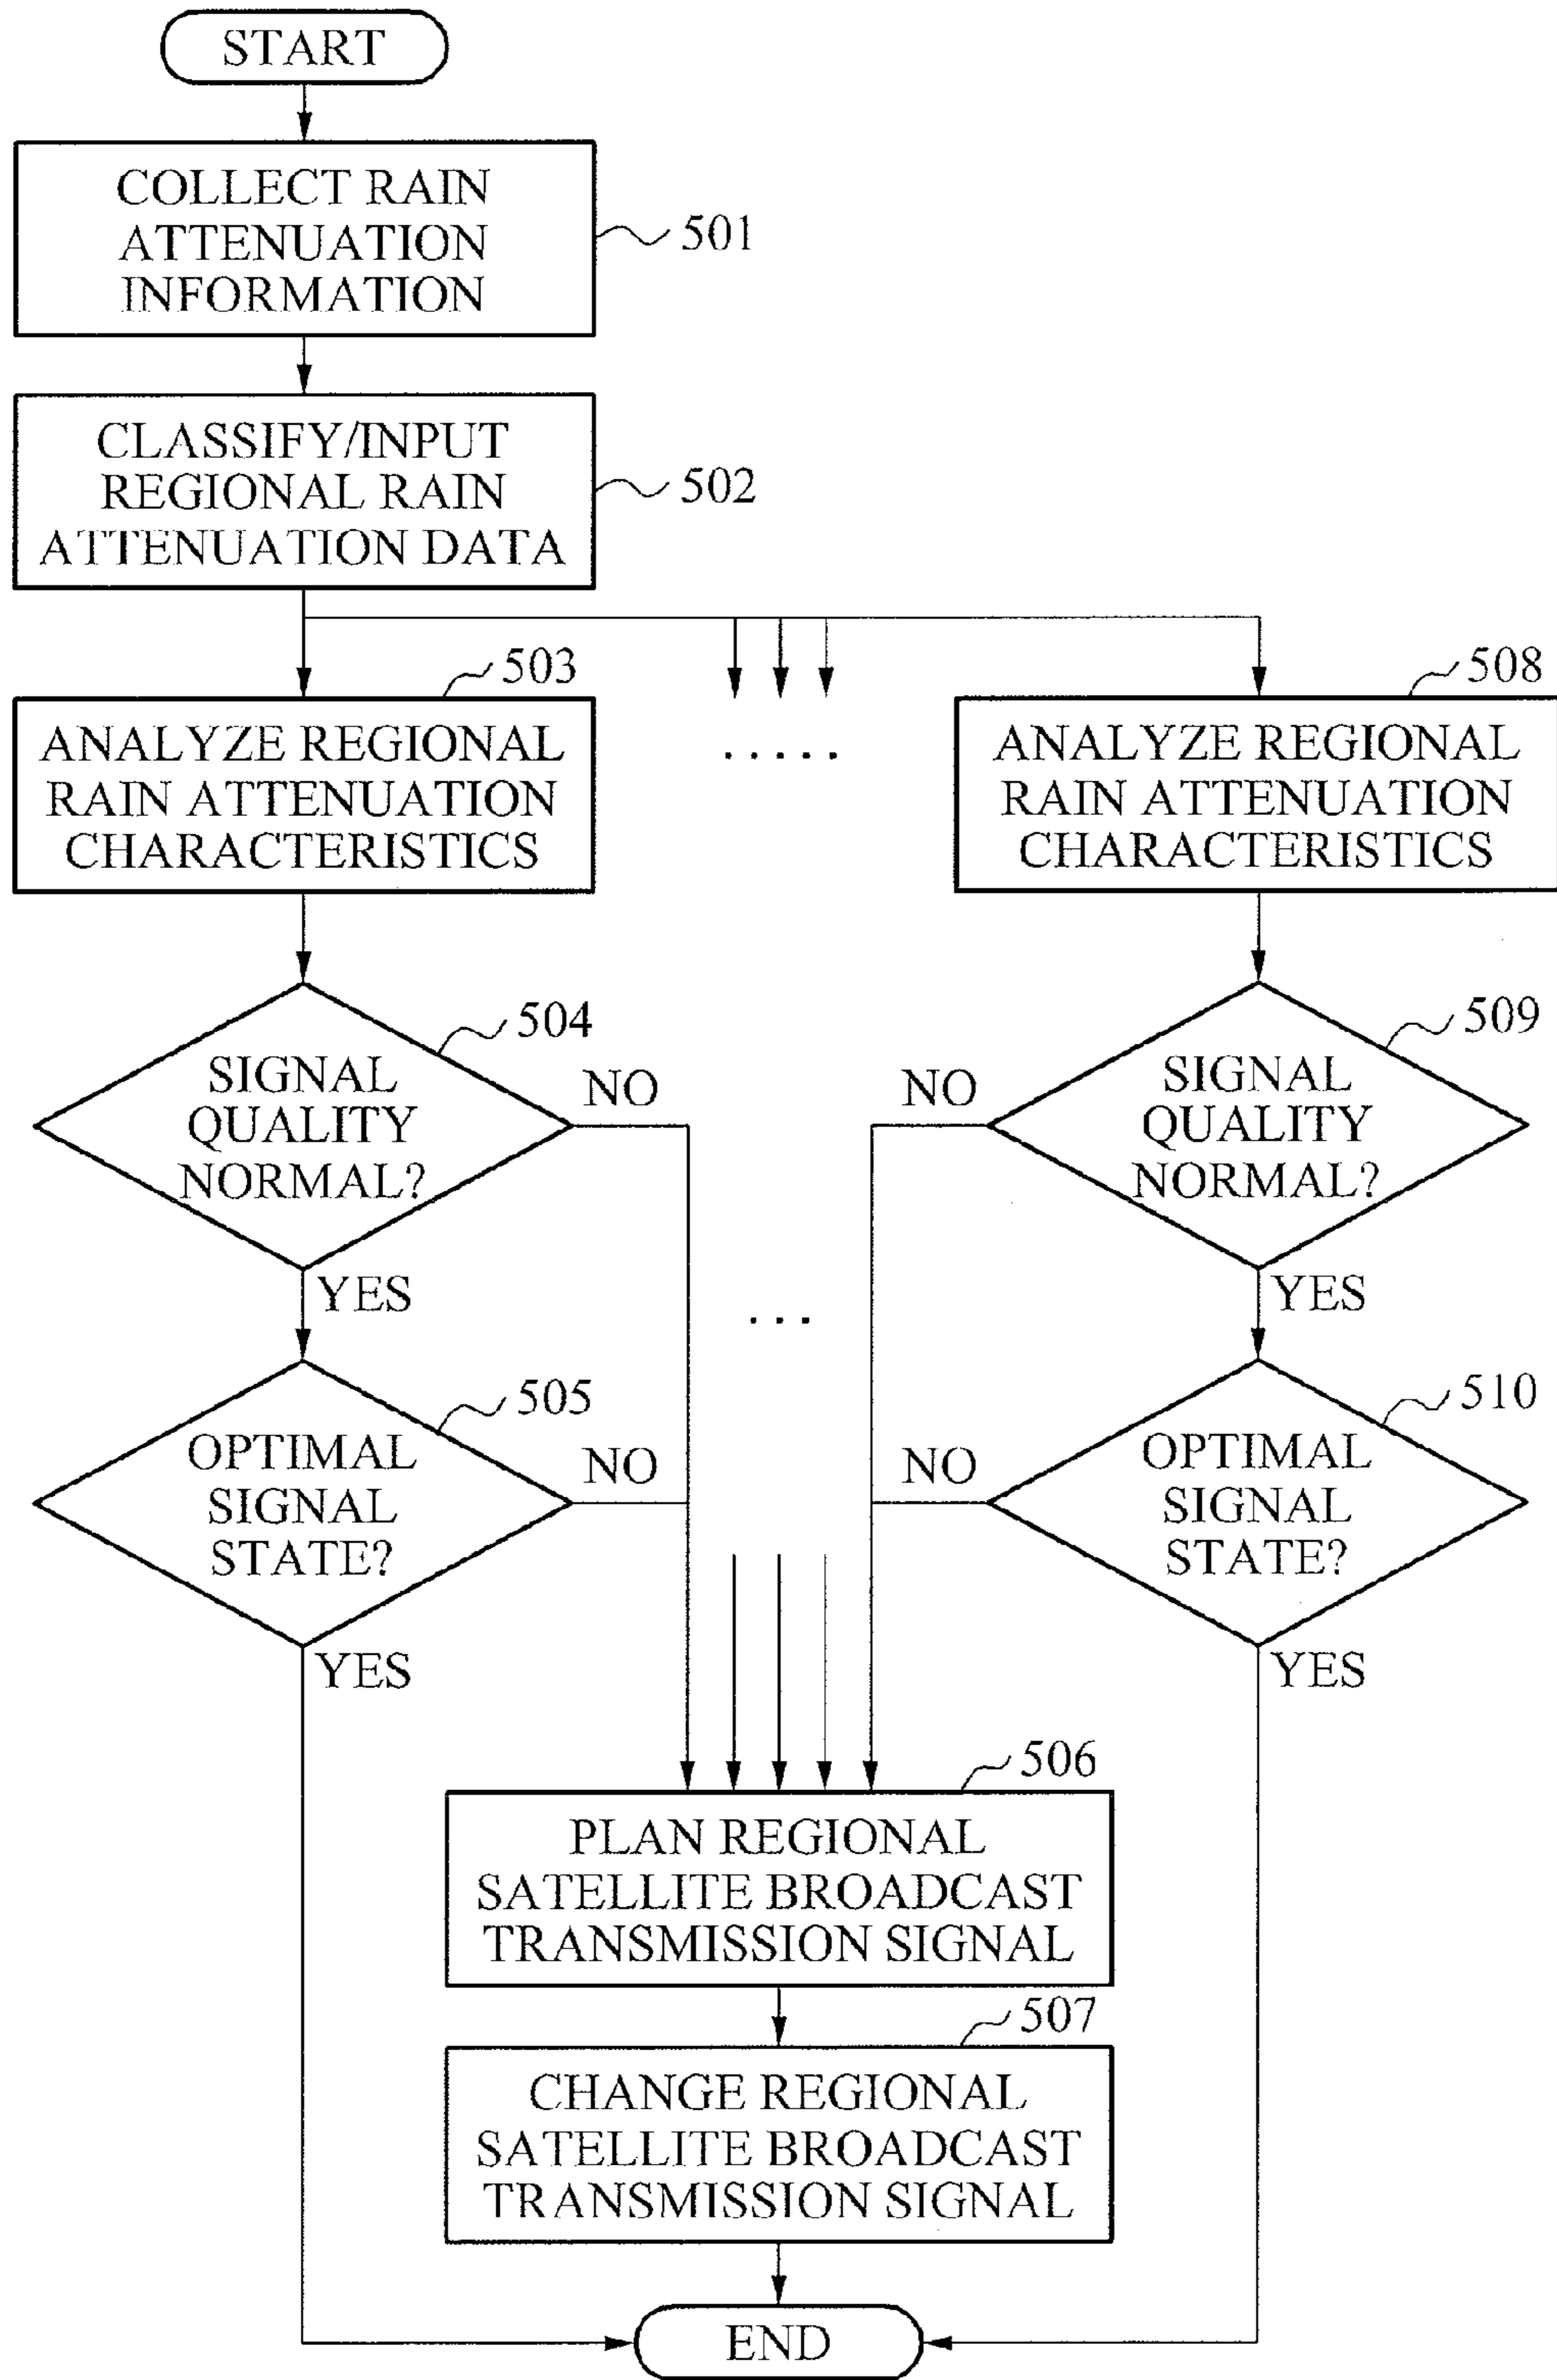 START
COLLECT RAIN
ATTENUATION
INFORMATION
501
CLASSIFY/INPUT
REGIONAL RAIN
ATTENUATION DATA
502
503
ANALYZE REGIONAL
RAIN ATTENUATION
CHARACTERISTICS
.....
508
ANALYZE REGIONAL
RAIN ATTENUATION
CHARACTERISTICS
504
SIGNAL
QUALITY
NORMAL?
NO
YES
509
SIGNAL
QUALITY
NORMAL?
NO
YES
...
505
OPTIMAL
SIGNAL
STATE?
NO
YES
510
OPTIMAL
SIGNAL
STATE?
NO
YES
506
PLAN REGIONAL
SATELLITE BROADCAST
TRANSMISSION SIGNAL
507
CHANGE REGIONAL
SATELLITE BROADCAST
TRANSMISSION SIGNAL
END